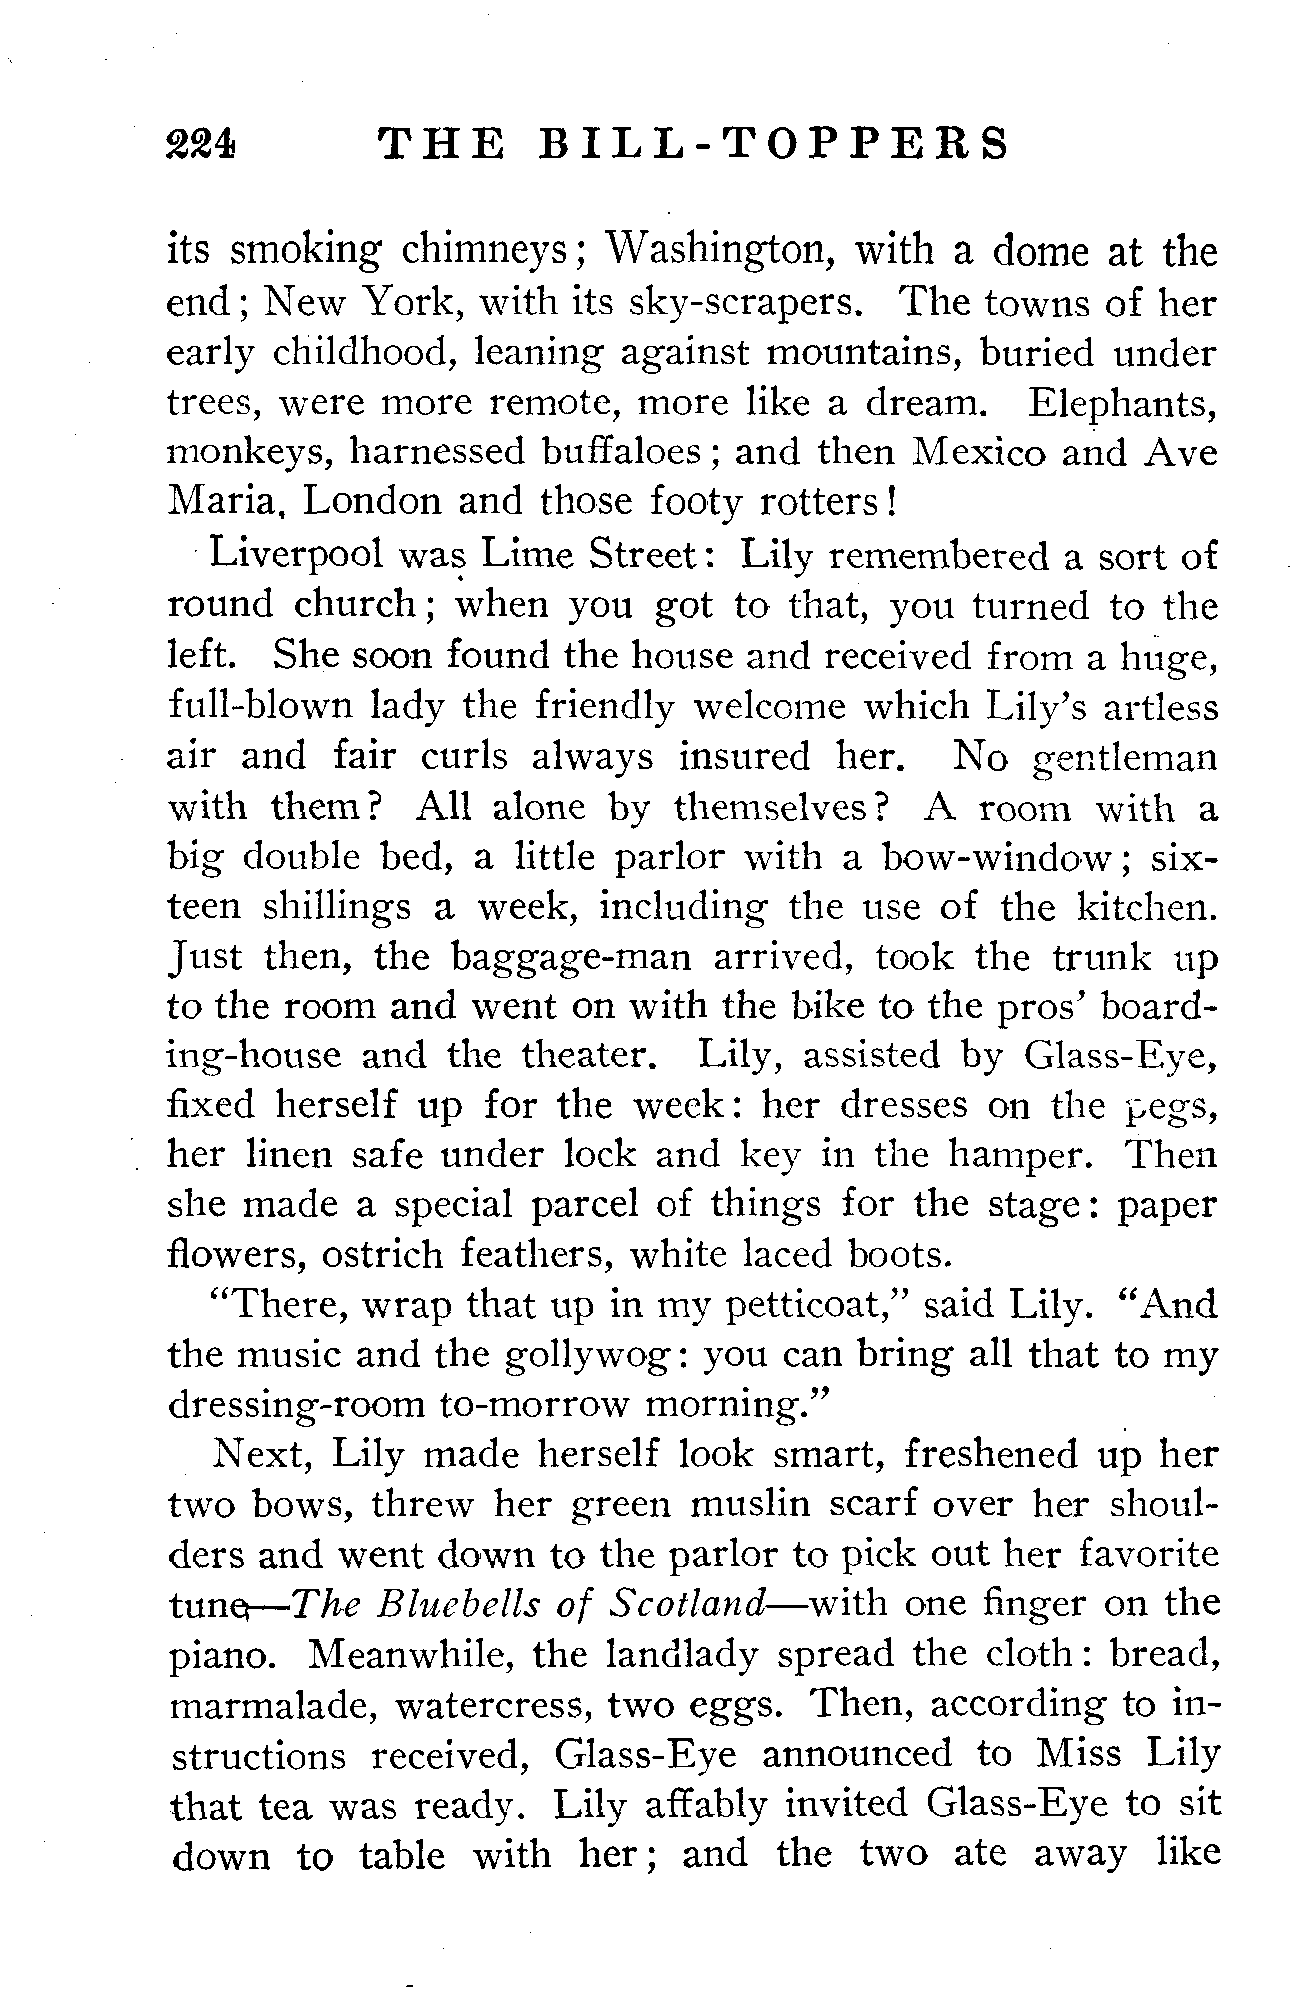 224 THE BILL-TOPPERS
its smoking chimneys; Washington, with a dome at the
end; New York, with its sky-scrapers. The towns of her
early childhood, leaning against mountains, buried under
trees, were more remote, more like a dream. Elephants,
monkeys, harnessed buffaloes; and then Mexico and Ave
Maria, London and those footy rotters!
Liverpool was Lime Street: Lily remembered a sort of
round church; when you got to that, you turned to the
left. She soon found the house and received from a huge,
full-blown lady the friendly welcome which Lily's artless
air and fair curls always insured her. No gentleman
with them? All alone by themselves? A room with a
big double bed, a little parlor with a bow-window; six-
teen shillings a week, including the use of the kitchen.
Just then, the baggage-man arrived, took the trunk up
to the room and went on with the bike to the pros' board-
ing-house and the theater. Lily, assisted by Glass-Eye,
fixed herself up for the week: her dresses on the pegs,
her linen safe under lock and key in the hamper. Then
she made a special parcel of things for the stage: paper
flowers, ostrich feathers, white laced boots.
"There, wrap that up in my petticoat," said Lily. "And
the music and the gollywog: you can bring all that to my
dressing-room to-morrow morning."
Next, Lily made herself look smart, freshened up her
two bows, threw her green muslin scarf over her shoul-
ders and went down to the parlor to pick out her favorite
tune—The Bluebells of Scotland—with one finger on the
piano. Meanwhile, the landlady spread the cloth: bread,
marmalade, watercress, two eggs. Then, according to in-
structions received, Glass-Eye announced to Miss Lily
that tea was ready. Lily affably invited Glass-Eye to sit
down to table with her; and the two ate away like